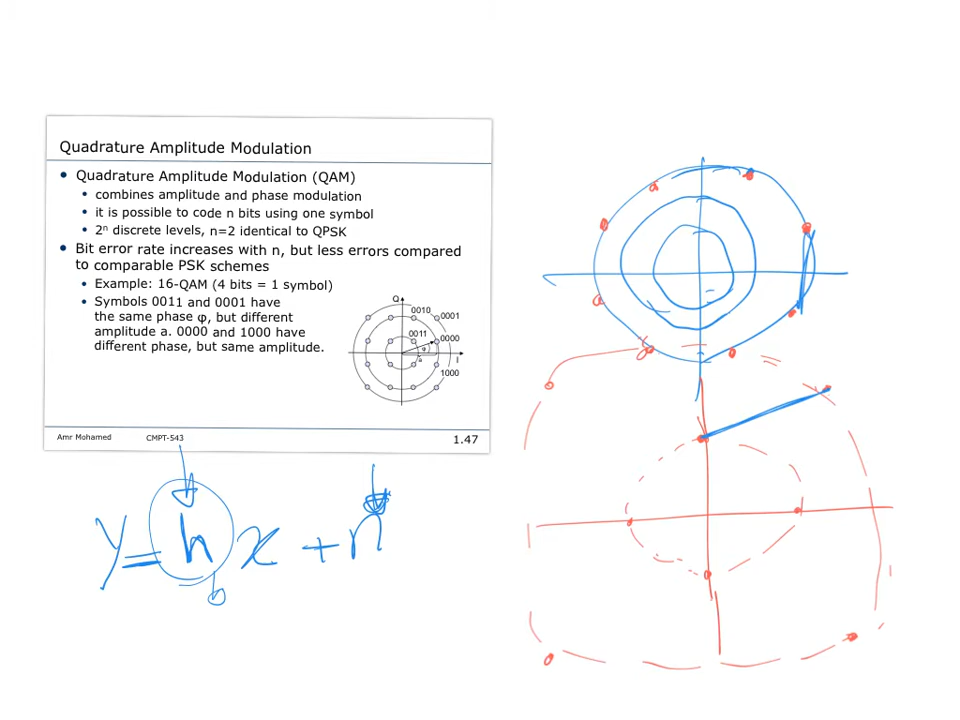 Quadrature Amplitude Modulation
• Quadrature Amplitude Modulation (QAM)
• combines amplitude and phase modulation
• it is possible to code n bits using one symbol
• 2ⁿ discrete levels, n=2 identical to QPSK
• Bit error rate increases with n, but less errors compared
to comparable PSK schemes
• Example: 16-QAM (4 bits = 1 symbol)
• Symbols 0011 and 0001 have
the same phase φ, but different
amplitude a. 0000 and 1000 have
different phase, but same amplitude.
Q
0010
0001
0011
0000
φ
a
I
1000
Amr Mohamed
CMPT-543
1.47
y = h x + n